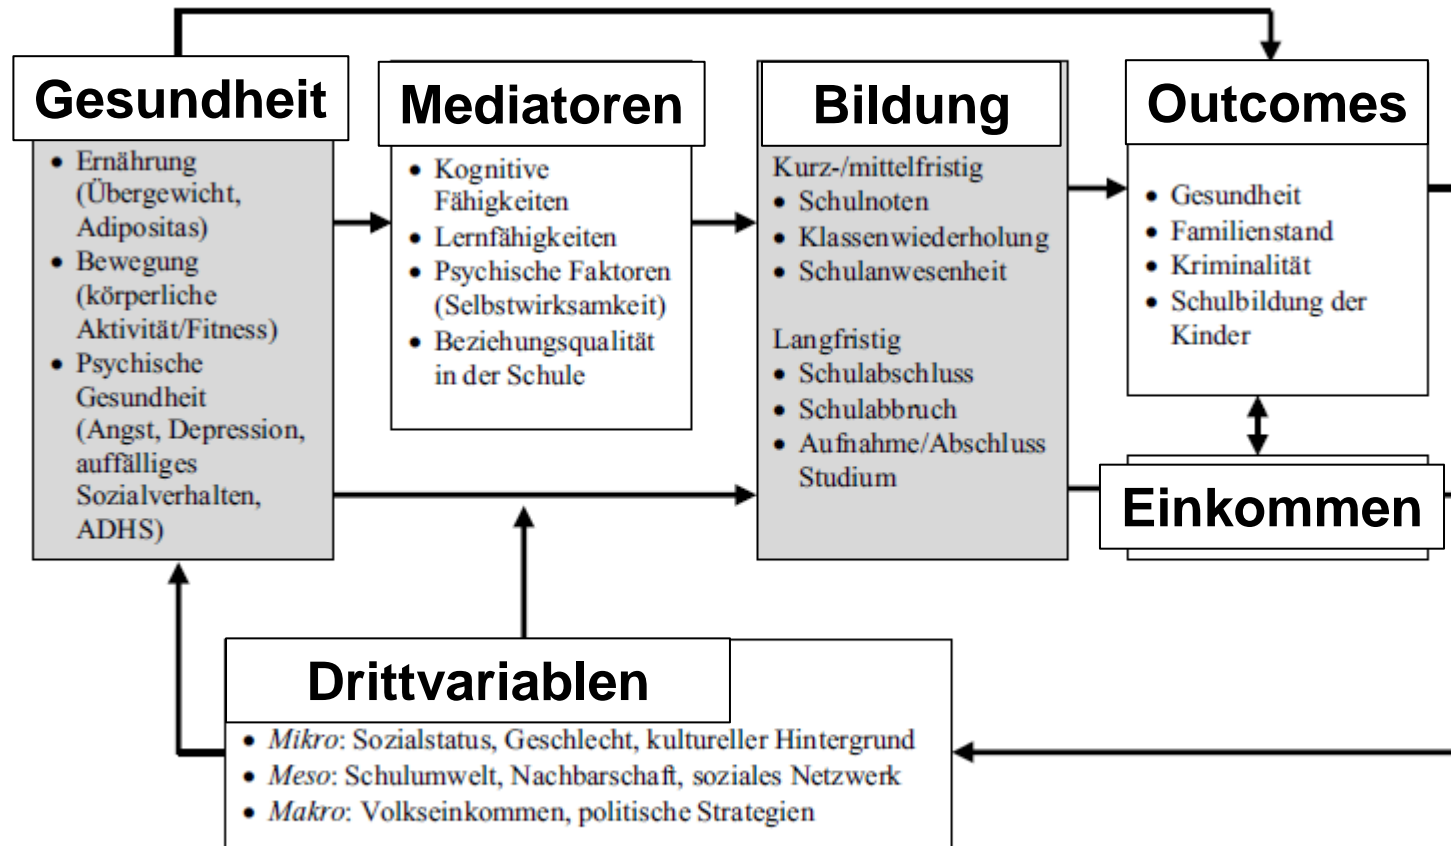 Gesundheit
• Ernährung
(Übergewicht,
Adipositas)
• Bewegung
(körperliche
Aktivität/Fitness)
• Psychische
Gesundheit
(Angst, Depression,
auffälliges
Sozialverhalten,
ADHS)
Mediatoren
• Kognitive
Fähigkeiten
• Lernfähigkeiten
• Psychische Faktoren
(Selbstwirksamkeit)
• Beziehungsqualität
in der Schule
Bildung
Kurz-/mittelfristig
• Schulnoten
• Klassenwiederholung
• Schulanwesenheit
Langfristig
• Schulabschluss
• Schulabbruch
• Aufnahme/Abschluss
Studium
Outcomes
• Gesundheit
• Familienstand
• Kriminalität
• Schulbildung der
Kinder
Einkommen
Drittvariablen
• Mikro: Sozialstatus, Geschlecht, kultureller Hintergrund
• Meso: Schulumwelt, Nachbarschaft, soziales Netzwerk
• Makro: Volkseinkommen, politische Strategien